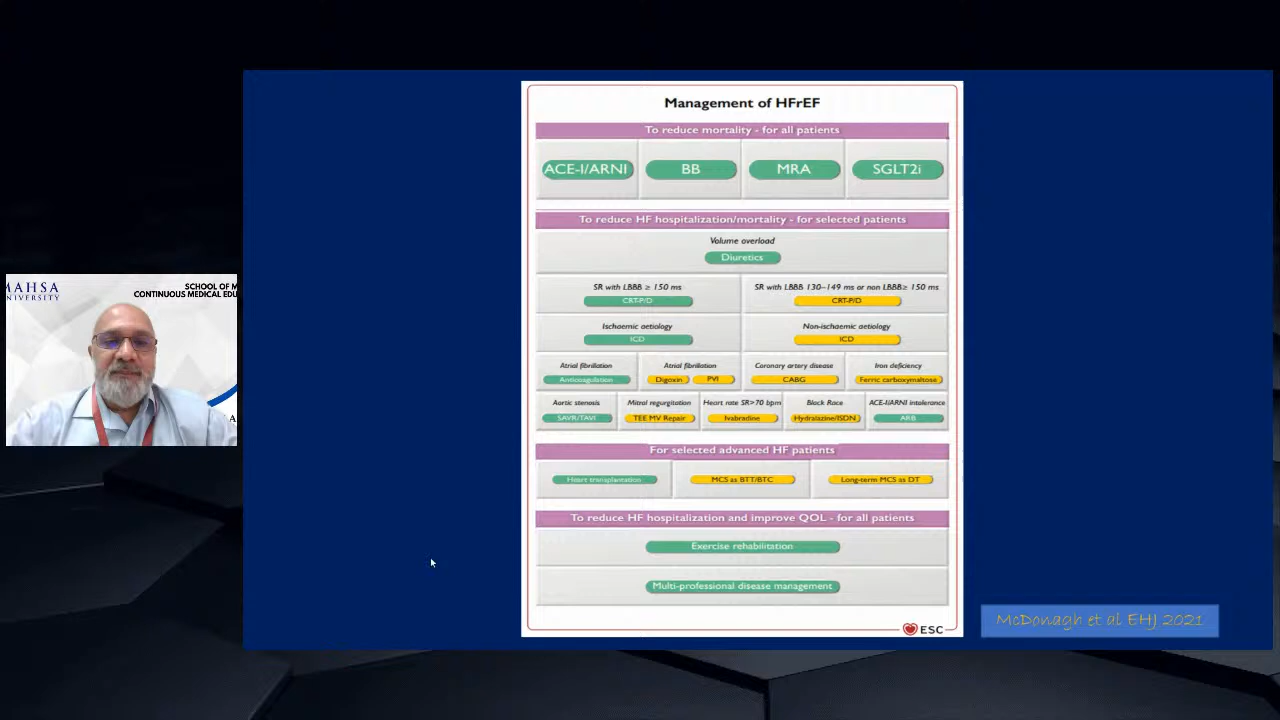 MAHSA
NIVERSITY
SCHOOL OF M
CONTINUOUS MEDICAL EDU
A
Management of HFrEF
To reduce mortality - for all patients
ACE-I/ARNI BB MRA SGLT2i
To reduce HF hospitalization/mortality - for selected patients
Volume overload
Diuretics
SR with LBBB ≥ 150 ms SR with LBBB 130–149 ms or non LBBB≥ 150 ms
CRT-P/D CRT-P/D
Ischaemic aetiology Non-ischaemic aetiology
ICD ICD
Atrial fibrillation Atrial fibrillation Coronary artery disease Iron deficiency
Anticoagulation Digoxin PVI CABG Ferric carboxymaltose
Aortic stenosis Mitral regurgitation Heart rate SR>70 bpm Black Race ACE-I/ARNI intolerance
SAVR/TAVI TEE MV Repair Ivabradine Hydralazine/ISDN ARB
For selected advanced HF patients
Heart transplantation MCS as BTT/BTC Long-term MCS as DT
To reduce HF hospitalization and improve QOL - for all patients
Exercise rehabilitation
Multi-professional disease management
ESC
McDonagh et al EHJ 2021